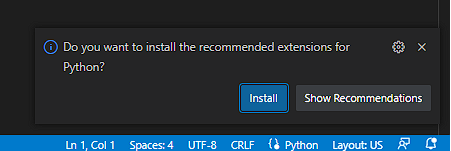 Do you want to install the recommended extensions for
Python?
Install Show Recommendations
Ln 1, Col 1 Spaces: 4 UTF-8 CRLF Python Layout: US